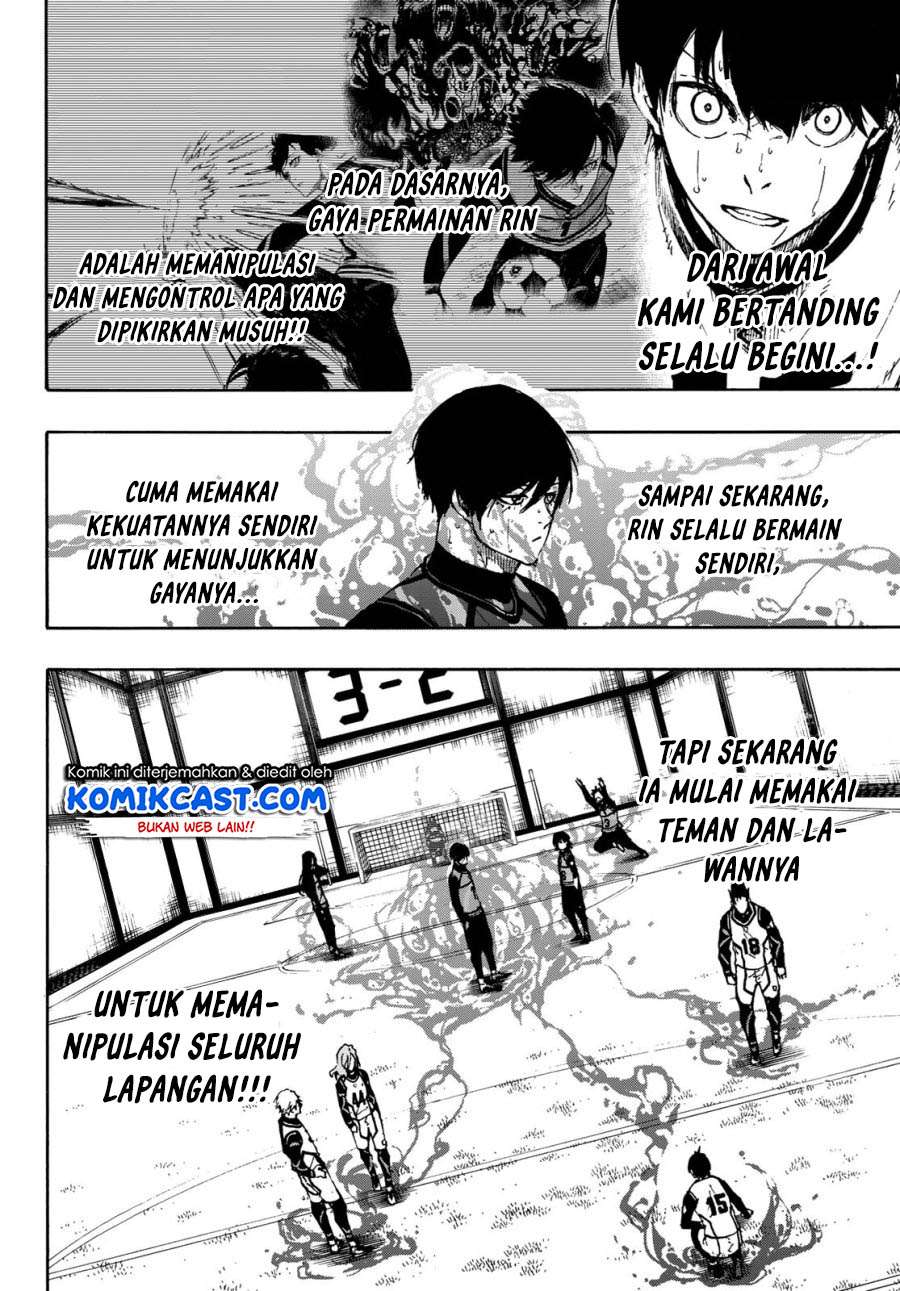 DARI AWAL
KAMI BERTANDING
SELALU BEGINI...!
PADA DASARNYA,
GAYA PERMAINAN RIN
ADALAH MEMANIPULASI
DAN MENGONTROL APA YANG
DIPIKIRKAN MUSUH!!
SAMPAI SEKARANG,
RIN SELALU BERMAIN
SENDIRI,
CUMA MEMAKAI
KEKUATANNYA SENDIRI
UNTUK MENUNJUKKAN
GAYANYA...
3-2
TAPI SEKARANG
IA MULAI MEMAKAI
TEMAN DAN LA-
WANNYA
Komik ini diterjemahkan & diedit oleh
KOMIKCAST.COM
BUKAN WEB LAIN!!
18
UNTUK MEMA-
NIPULASI SELURUH
LAPANGAN!!!
44
15